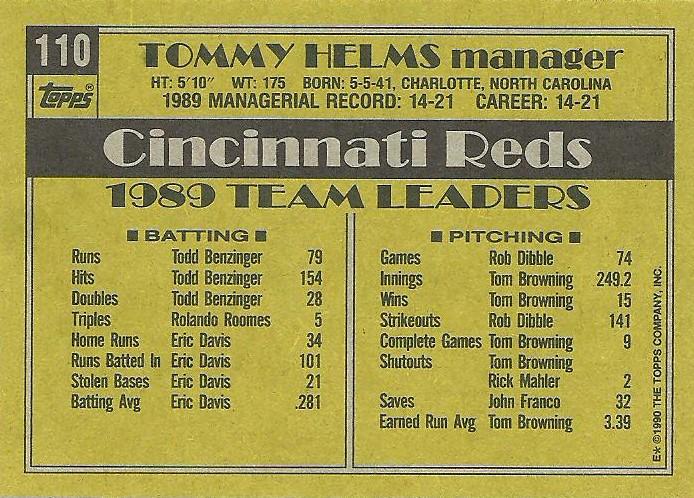 110
TOMMY HELMS manager
Topps®
HT: 5'10" WT: 175 BORN: 5-5-41, CHARLOTTE, NORTH CAROLINA
1989 MANAGERIAL RECORD: 14-21 CAREER: 14-21
Cincinnati Reds
1989 TEAM LEADERS
BATTING
Runs Todd Benzinger 79
Hits Todd Benzinger 154
Doubles Todd Benzinger 28
Triples Rolando Roomes 5
Home Runs Eric Davis 34
Runs Batted In Eric Davis 101
Stolen Bases Eric Davis 21
Batting Avg Eric Davis .281
PITCHING
Games Rob Dibble 74
Innings Tom Browning 249.2
Wins Tom Browning 15
Strikeouts Rob Dibble 141
Complete Games Tom Browning 9
Shutouts Tom Browning
Rick Mahler 2
Saves John Franco 32
Earned Run Avg Tom Browning 3.39
E* ©1990 THE TOPPS COMPANY, INC.